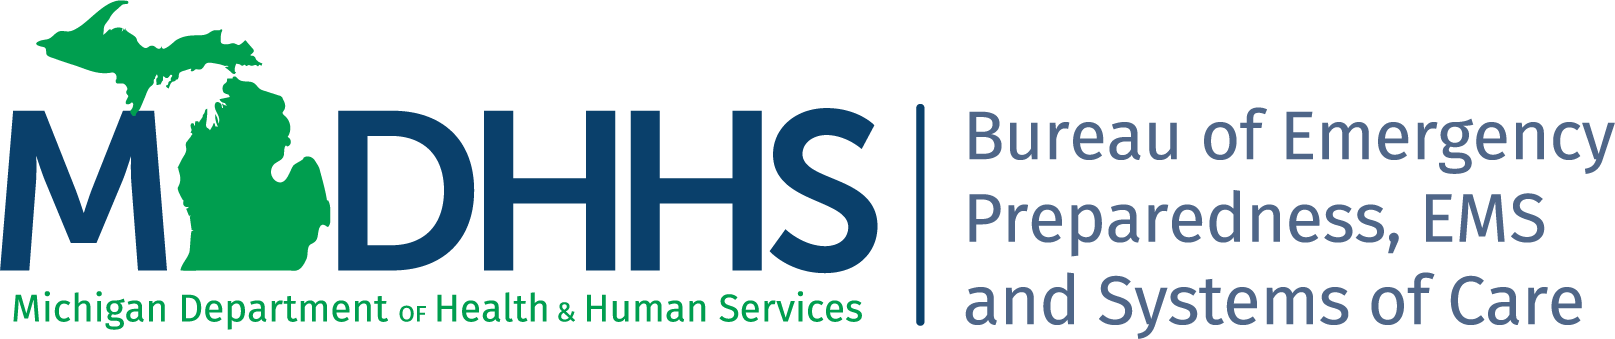 MDHHS
Michigan Department OF Health & Human Services
Bureau of Emergency
Preparedness, EMS
and Systems of Care